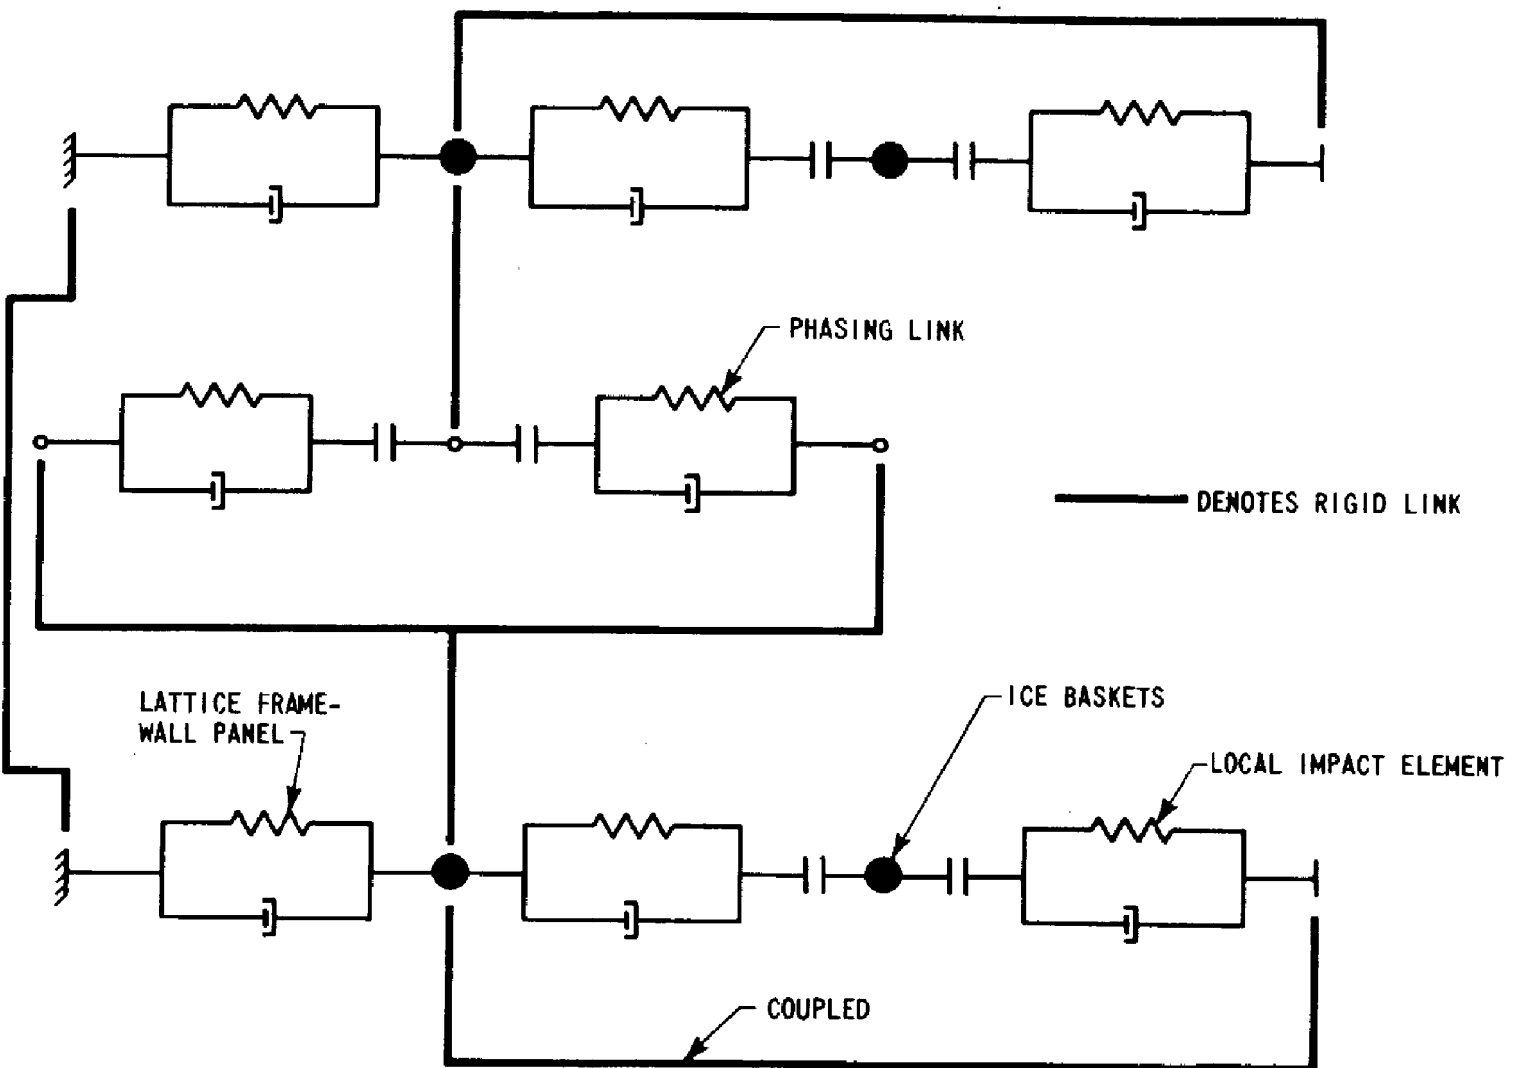 PHASING LINK
DENOTES RIGID LINK
LATTICE FRAME-
WALL PANEL
ICE BASKETS
LOCAL IMPACT ELEMENT
COUPLED